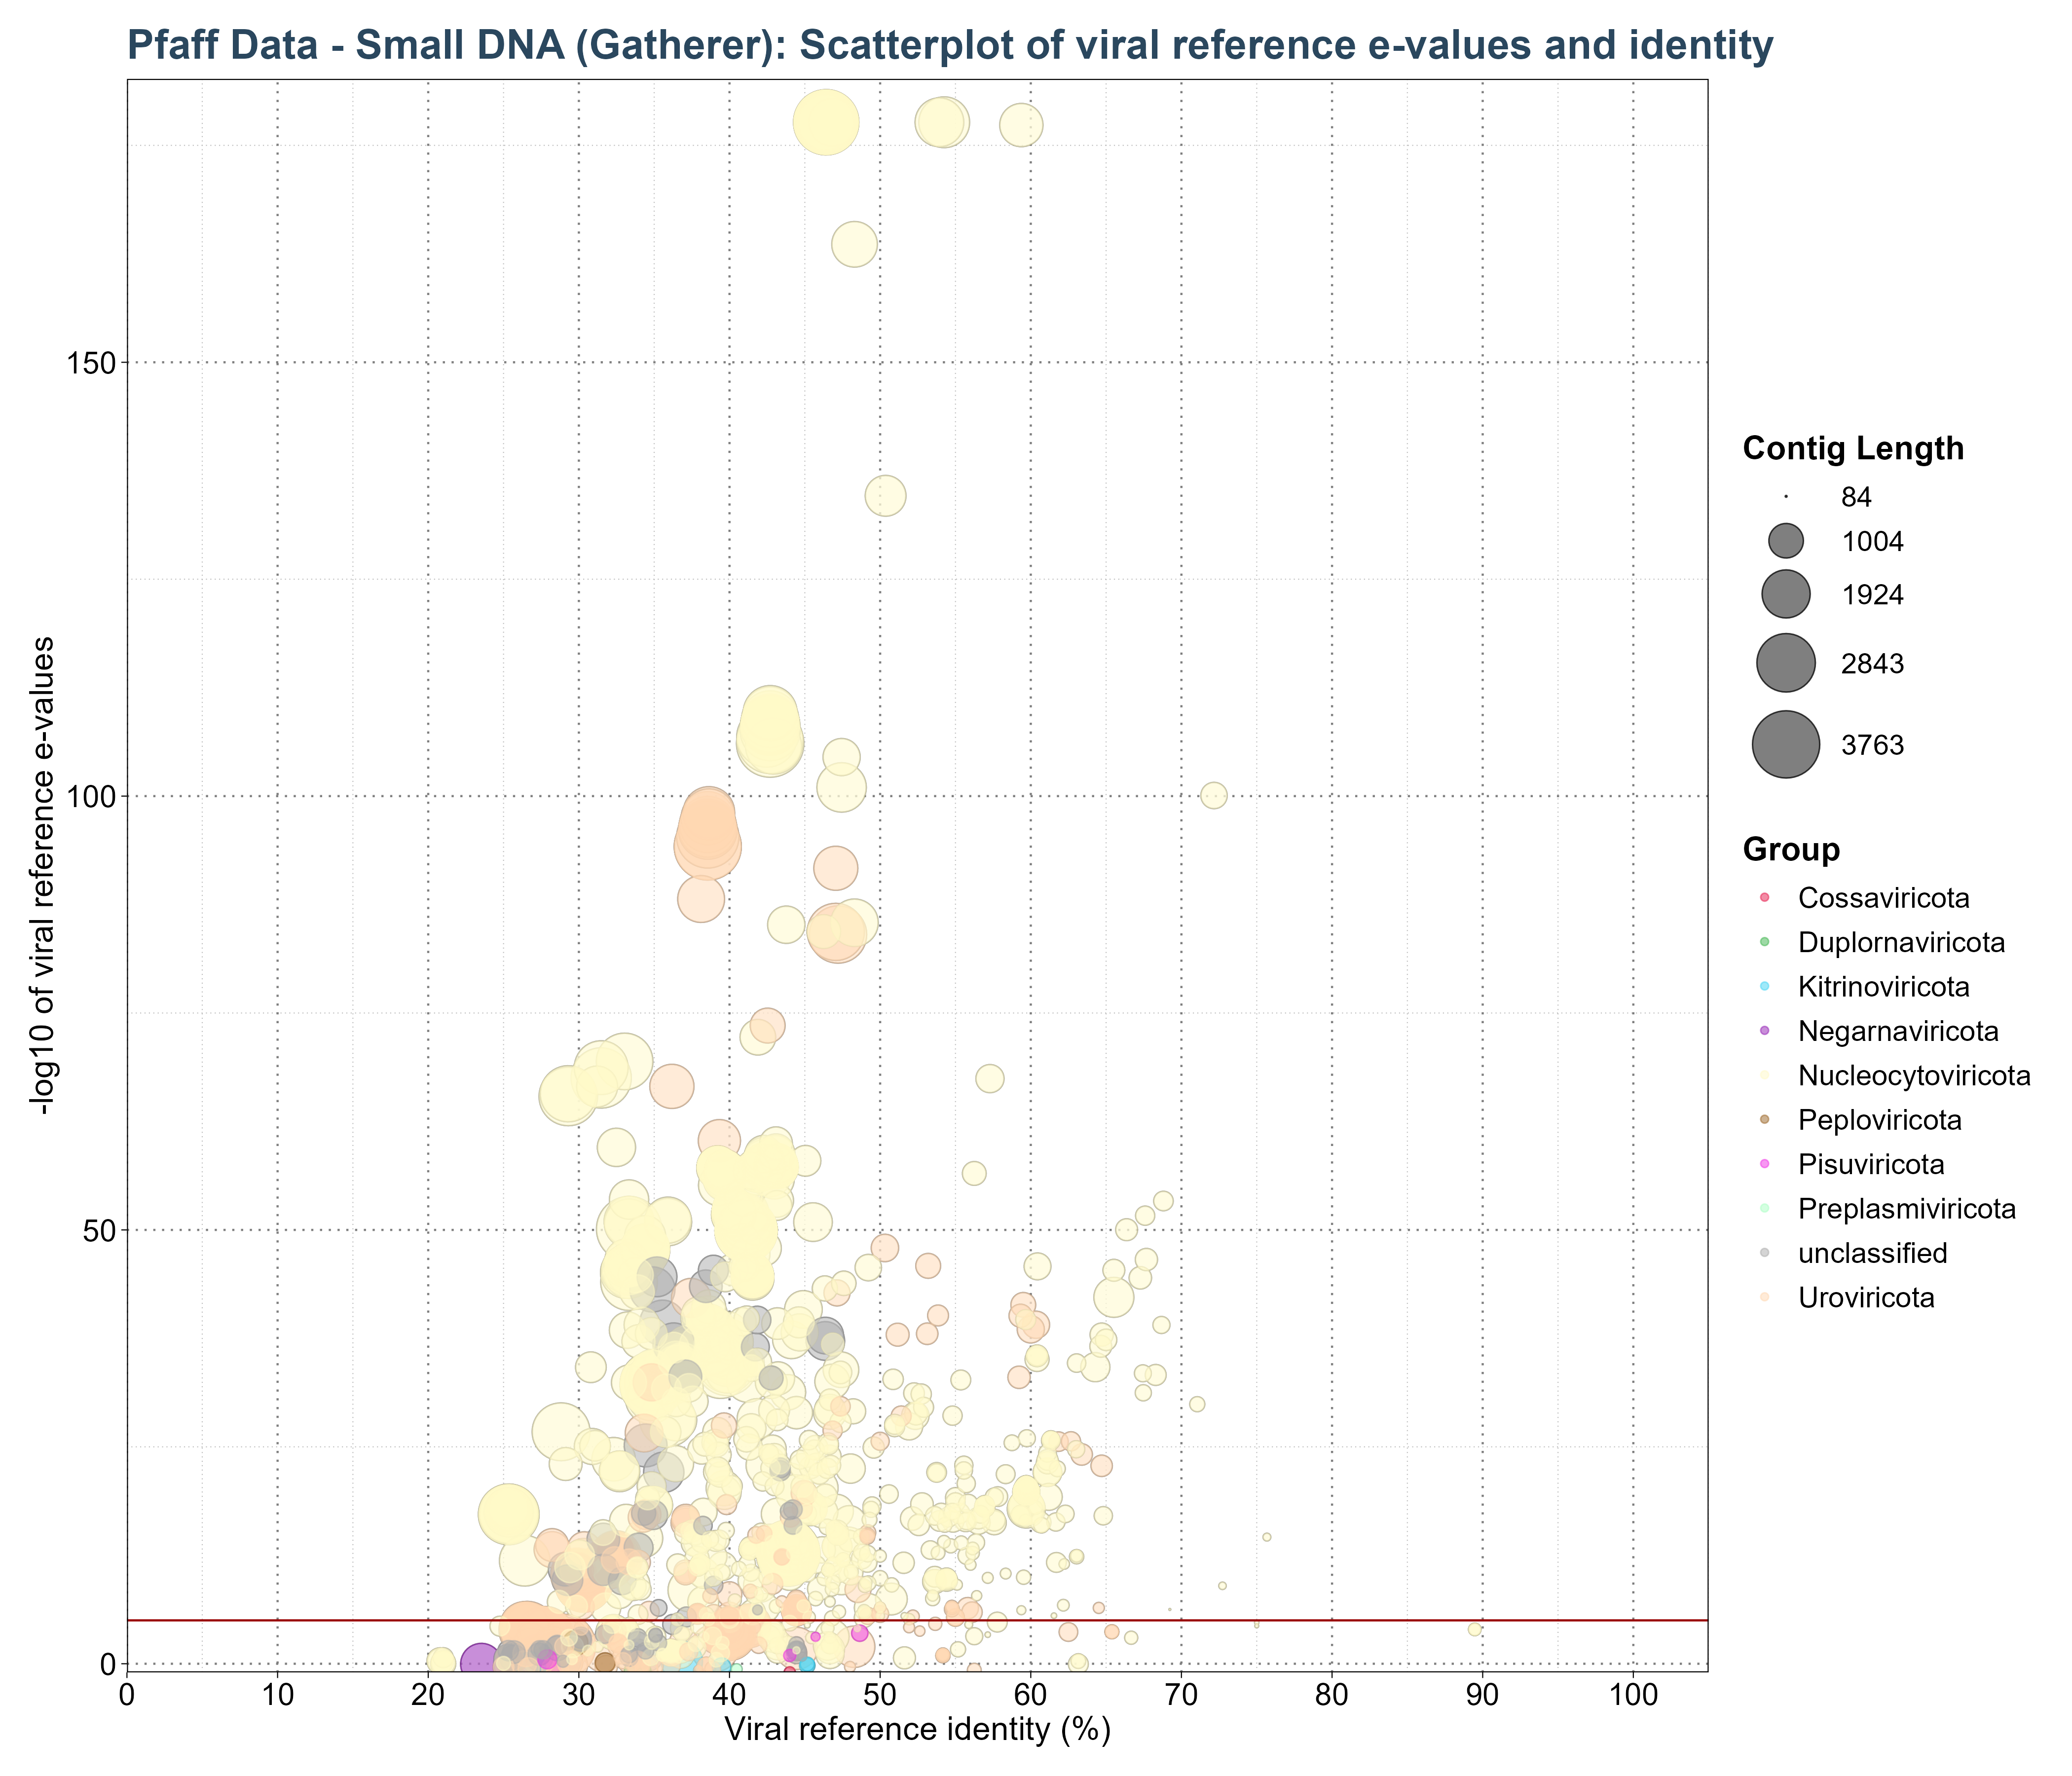 Pfaff Data - Small DNA (Gatherer): Scatterplot of viral reference e-values and identity
-log10 of viral reference e-values
150
100
50
0
0 10 20 30 40 50 60 70 80 90 100
Viral reference identity (%)
Contig Length
84
1004
1924
2843
3763
Group
Cossaviricota
Duplornaviricota
Kitrinoviricota
Negarnaviricota
Nucleocytoviricota
Peploviricota
Pisuviricota
Preplasmiviricota
unclassified
Uroviricota